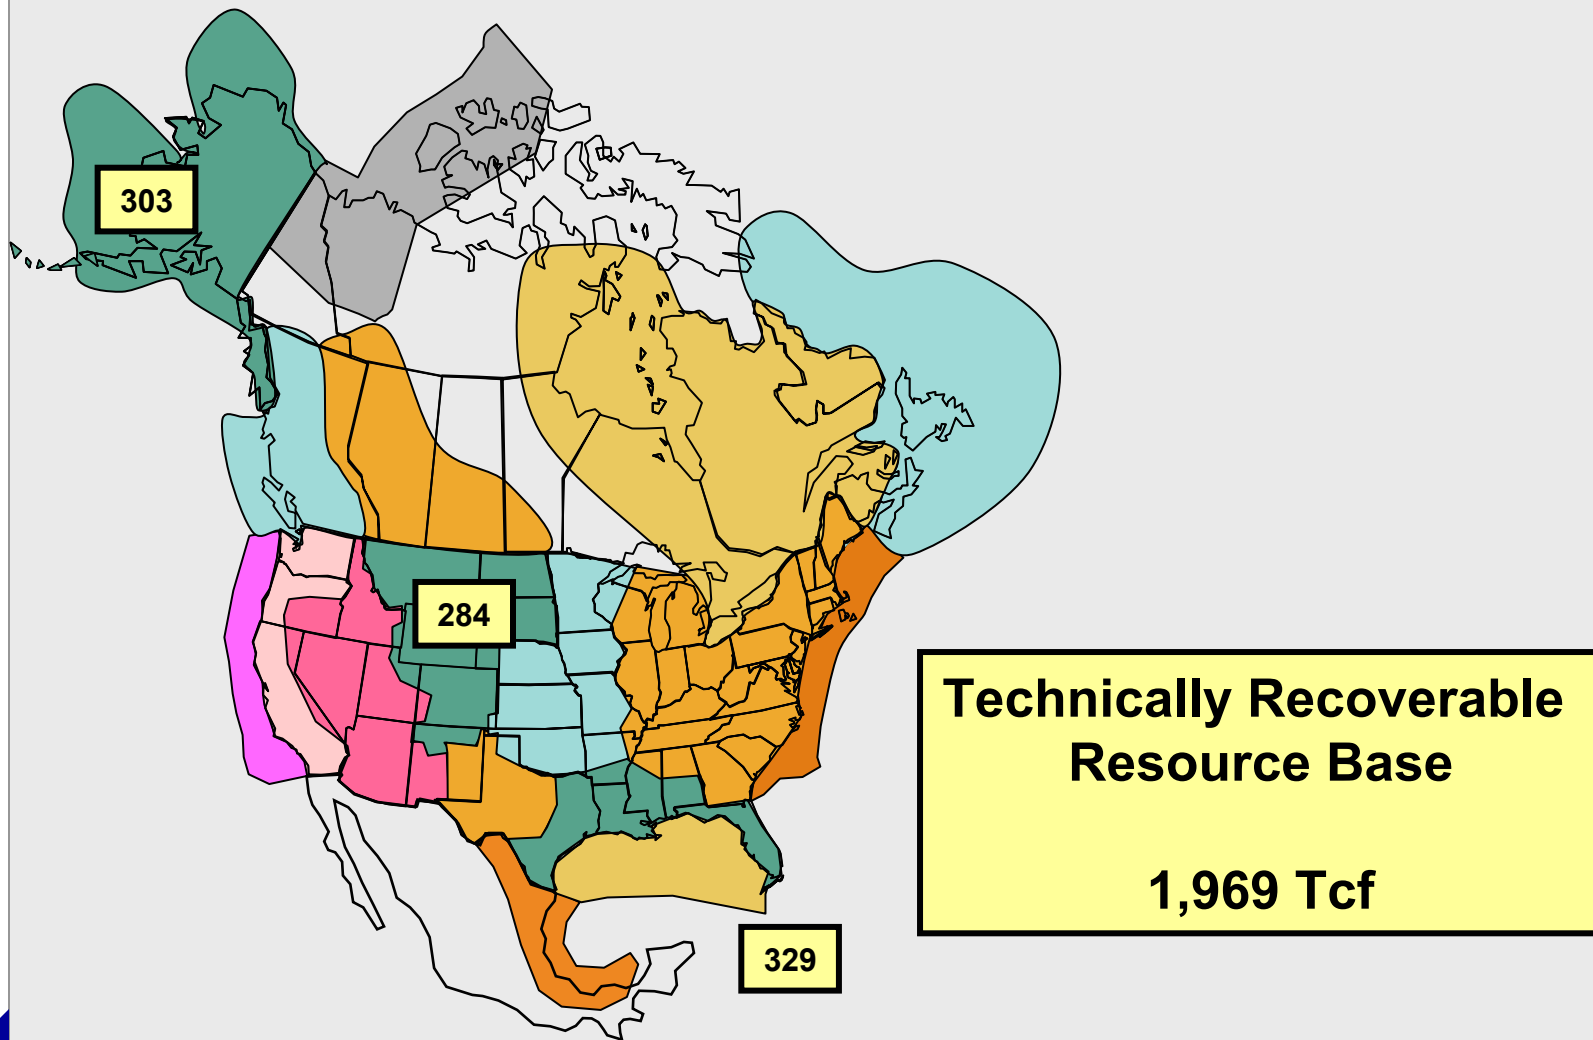 303
284
Technically Recoverable
Resource Base
1,969 Tcf
329